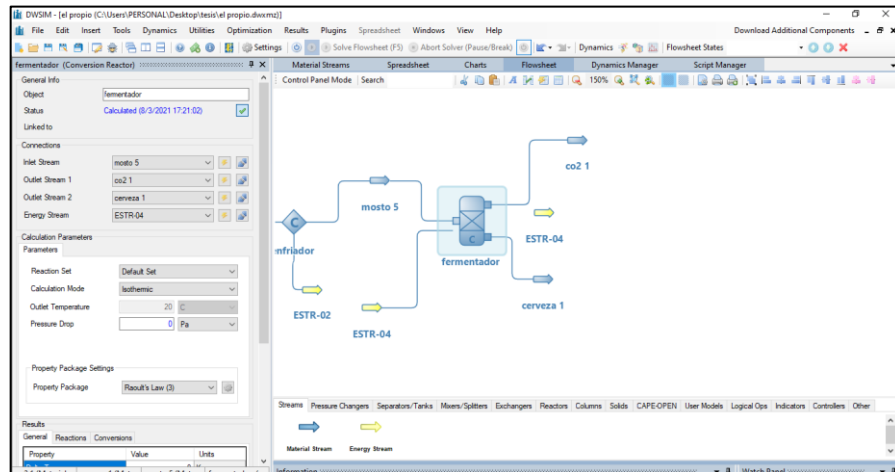 DWSIM - [el propio (C:\Users\PERSONAL\Desktop\tesis\el propio.dwxmz)]
File Edit Insert Tools Dynamics Utilities Optimization Results Plugins Spreadsheet Windows View Help Download Additional Components
Settings Solve Flowsheet (F5) Abort Solver (Pause/Break) Dynamics Flowsheet States
fermentador (Conversion Reactor)
Material Streams Spreadsheet Charts Flowsheet Dynamics Manager Script Manager
Control Panel Mode Search 150%
General Info
Object fermentador
Status Calculated (8/3/2021 17:21:02)
Linked to
Connections
Inlet Stream mosto 5
Outlet Stream 1 co2 1
Outlet Stream 2 cerveza 1
Energy Stream ESTR-04
Calculation Parameters
Parameters
Reaction Set Default Set
Calculation Mode Isothermic
Outlet Temperature 20 C
Pressure Drop 0 Pa
Property Package Settings
Property Package Raoult's Law (3)
Results
General Reactions Conversions
Property Value Units
co2 1
mosto 5
C
ESTR-04
nfriador
C
fermentador
ESTR-02
cerveza 1
ESTR-04
Streams Pressure Changers Separators/Tanks Mixers/Splitters Exchangers Reactors Columns Solids CAPE-OPEN User Models Logical Ops Indicators Controllers Other
Material Stream Energy Stream
Information Watch Panel